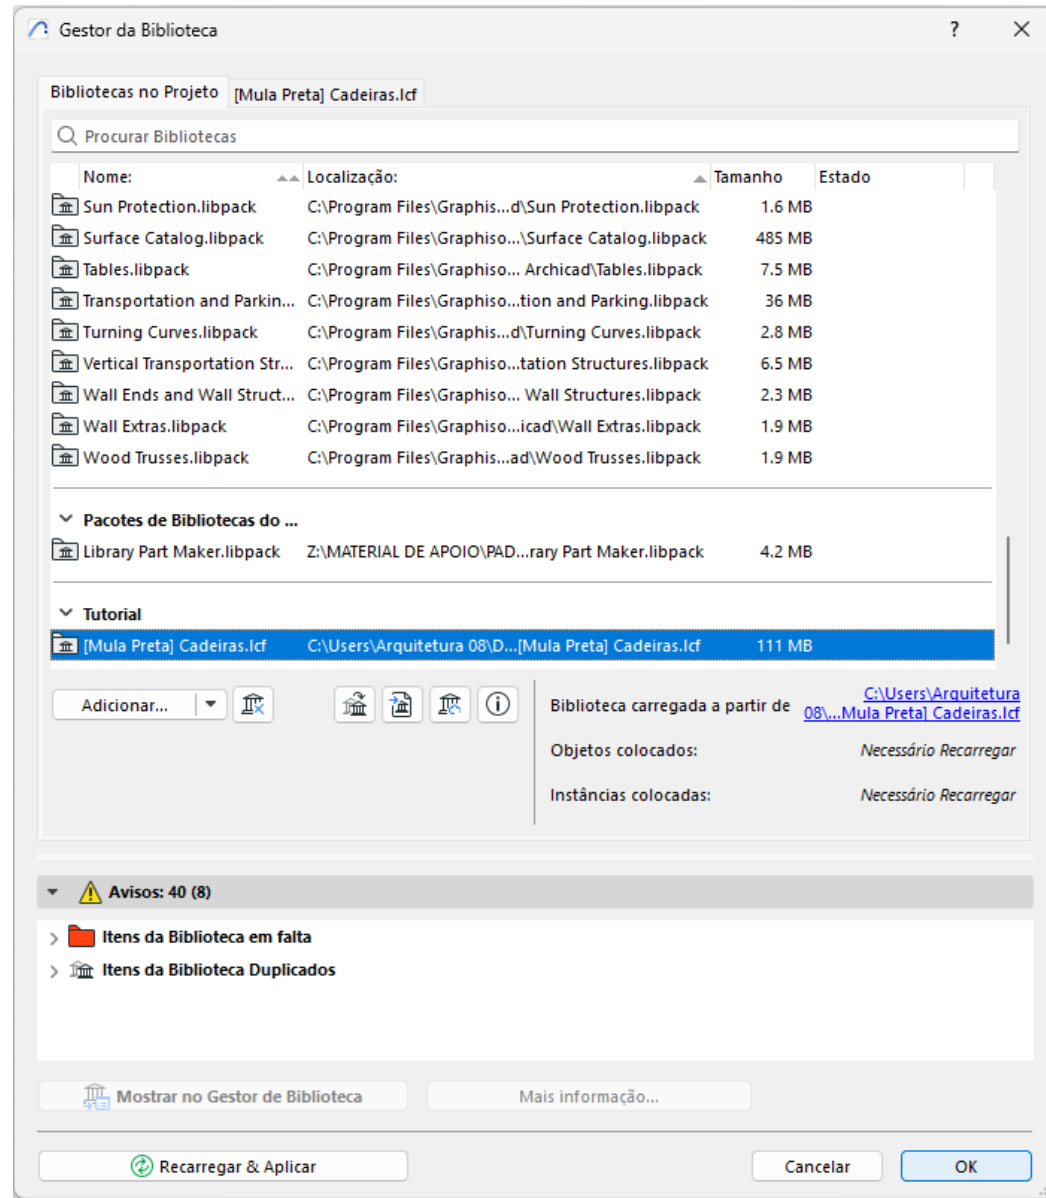 Gestor da Biblioteca
?
Bibliotecas no Projeto
[Mula Preta] Cadeiras.lcf
Procurar Bibliotecas
Nome: Localização: Tamanho Estado
Sun Protection.libpack C:\Program Files\Graphis...d\Sun Protection.libpack 1.6 MB
Surface Catalog.libpack C:\Program Files\Graphiso...\Surface Catalog.libpack 485 MB
Tables.libpack C:\Program Files\Graphiso... Archicad\Tables.libpack 7.5 MB
Transportation and Parkin... C:\Program Files\Graphiso...tion and Parking.libpack 36 MB
Turning Curves.libpack C:\Program Files\Graphis...d\Turning Curves.libpack 2.8 MB
Vertical Transportation Str... C:\Program Files\Graphiso...tation Structures.libpack 6.5 MB
Wall Ends and Wall Struct... C:\Program Files\Graphiso... Wall Structures.libpack 2.3 MB
Wall Extras.libpack C:\Program Files\Graphiso...icad\Wall Extras.libpack 1.9 MB
Wood Trusses.libpack C:\Program Files\Graphis...ad\Wood Trusses.libpack 1.9 MB
Pacotes de Bibliotecas do ...
Library Part Maker.libpack Z:\MATERIAL DE APOIO\PAD...rary Part Maker.libpack 4.2 MB
Tutorial
[Mula Preta] Cadeiras.lcf C:\Users\Arquitetura 08\D...[Mula Preta] Cadeiras.lcf 111 MB
Adicionar...
Biblioteca carregada a partir de C:\Users\Arquitetura
08\...Mula Preta] Cadeiras.lcf
Objetos colocados: Necessário Recarregar
Instâncias colocadas: Necessário Recarregar
Avisos: 40 (8)
Itens da Biblioteca em falta
Itens da Biblioteca Duplicados
Mostrar no Gestor de Biblioteca
Mais informação...
Recarregar & Aplicar
Cancelar
OK